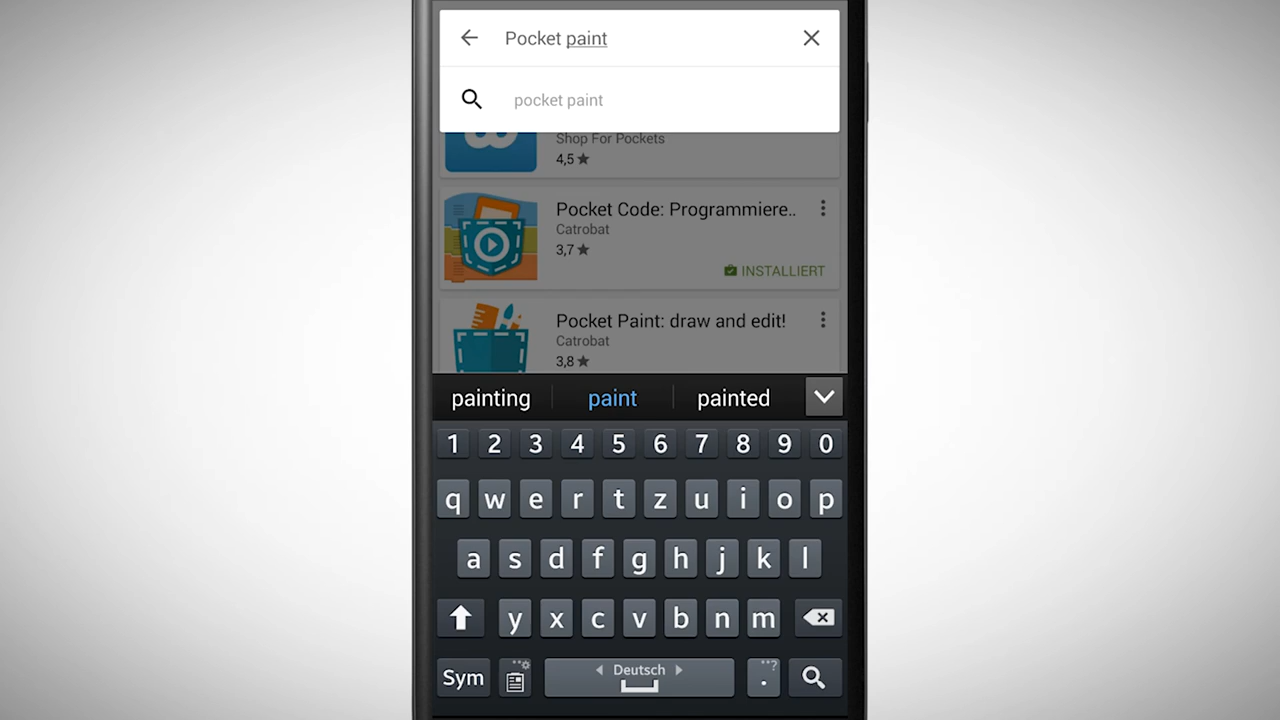 Pocket paint
pocket paint
Shop For Pockets
4,5
Pocket Code: Programmiere..
Catrobat
3,7
INSTALLIERT
Pocket Paint: draw and edit!
Catrobat
3,8
painting paint painted
1 2 3 4 5 6 7 8 9 0
q w e r t z u i o p
a s d f g h j k l
y x c v b n m
Sym Deutsch . ,,?